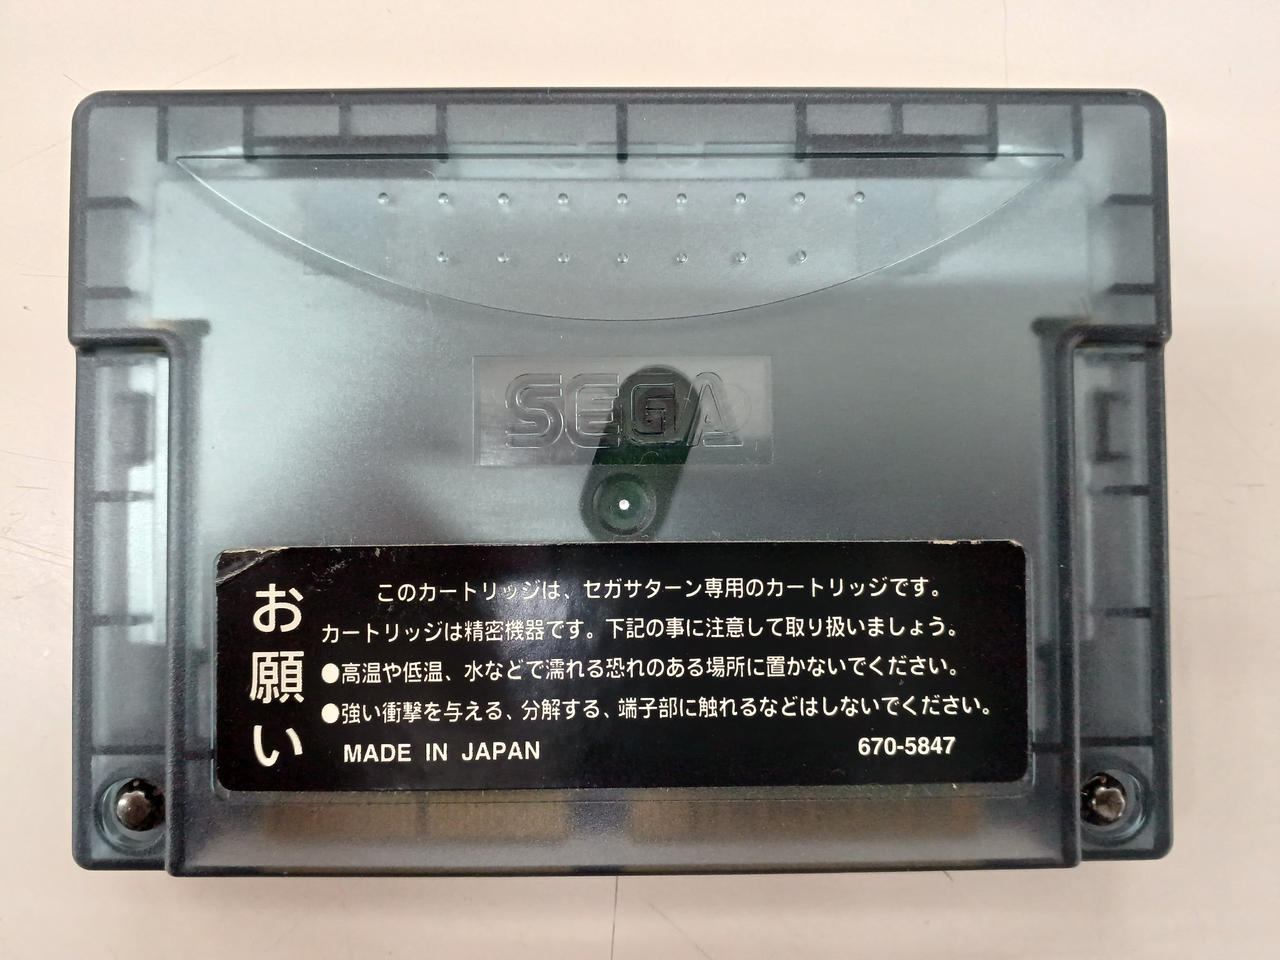 SEGA
お願い
このカートリッジは、セガサターン専用のカートリッジです。
カートリッジは精密機器です。下記の事に注意して取り扱いましょう。
●高温や低温、水などで濡れる恐れのある場所に置かないでください。
●強い衝撃を与える、分解する、端子部に触れるなどはしないでください。
MADE IN JAPAN 670-5847